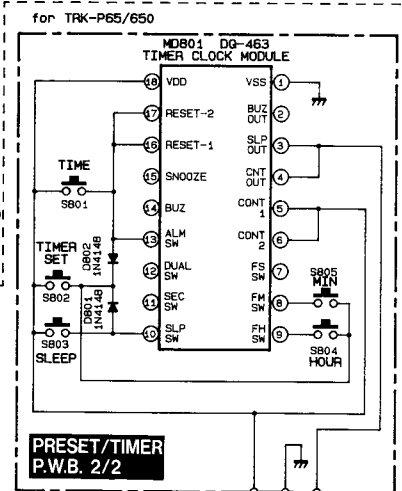 for TRK-P65/650
MD801 DQ-463
TIMER CLOCK MODULE
18 VDD
VSS 1
17 RESET-2
BUZ OUT 2
16 RESET-1
SLP OUT 3
TIME
S801
15 SNOOZE
CNT OUT 4
14 BUZ
CONT 1 5
13 ALM SW
CONT 2 6
D802
1N4148
TIMER SET
S802
12 DUAL SW
FS SW 7
S805
MIN
D801
1N4148
11 SEC SW
FM SW 8
S803
SLEEP
10 SLP SW
FH SW 9
S804
HOUR
PRESET/TIMER
P.W.B. 2/2